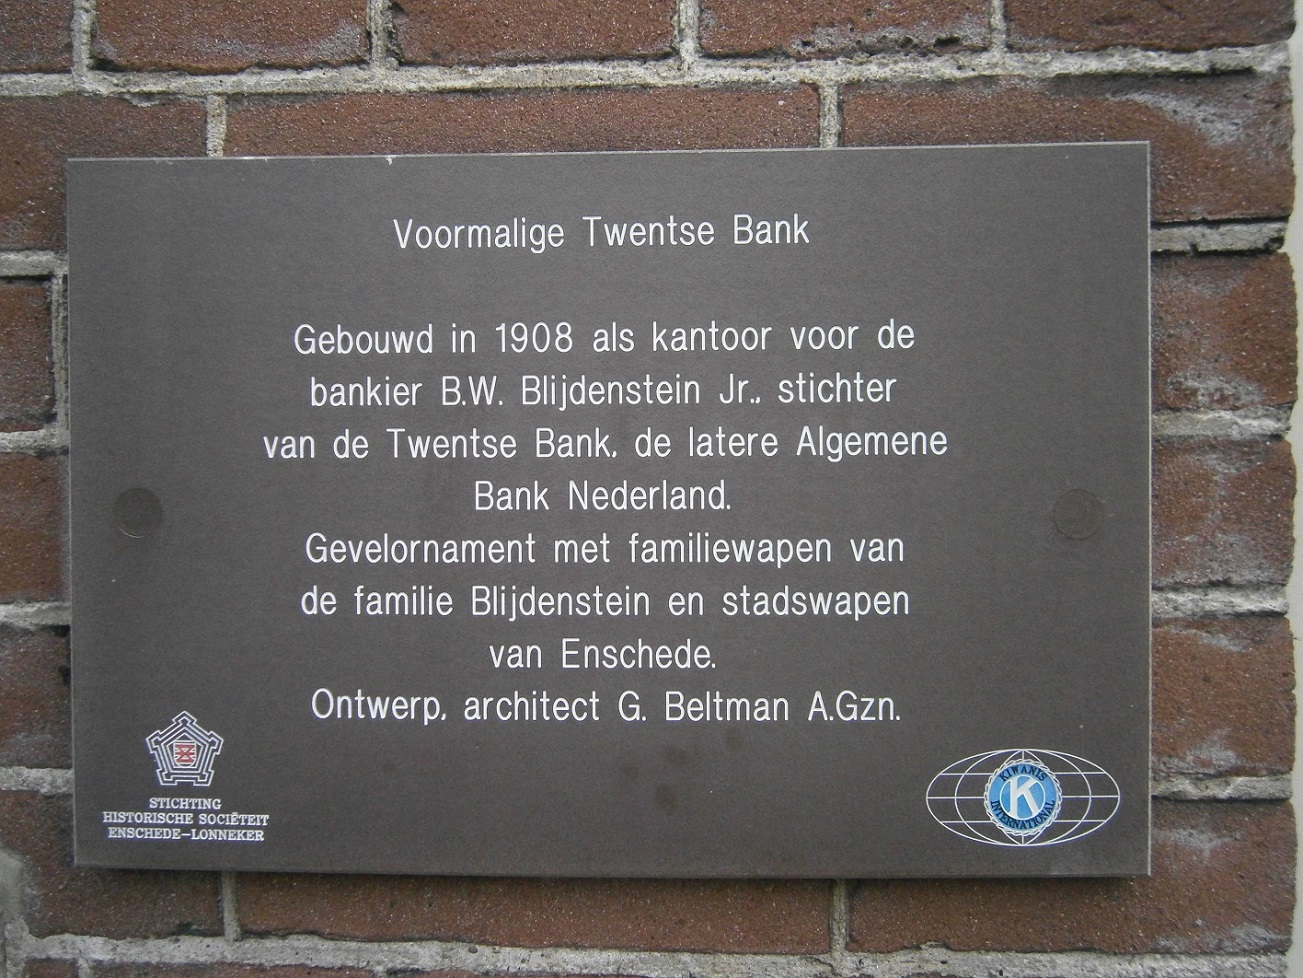 Voormalige Twentse Bank
Gebouwd in 1908 als kantoor voor de
bankier B.W. Blijdenstein Jr., stichter
van de Twentse Bank, de latere Algemene
Bank Nederland.
Gevelornament met familiewapen van
de familie Blijdenstein en stadswapen
van Enschede.
Ontwerp, architect G. Beltman A.Gzn.
STICHTING
HISTORISCHE SOCIËTEIT
ENSCHEDE-LONNEKER
KIWANIS
K
INTERNATIONAL